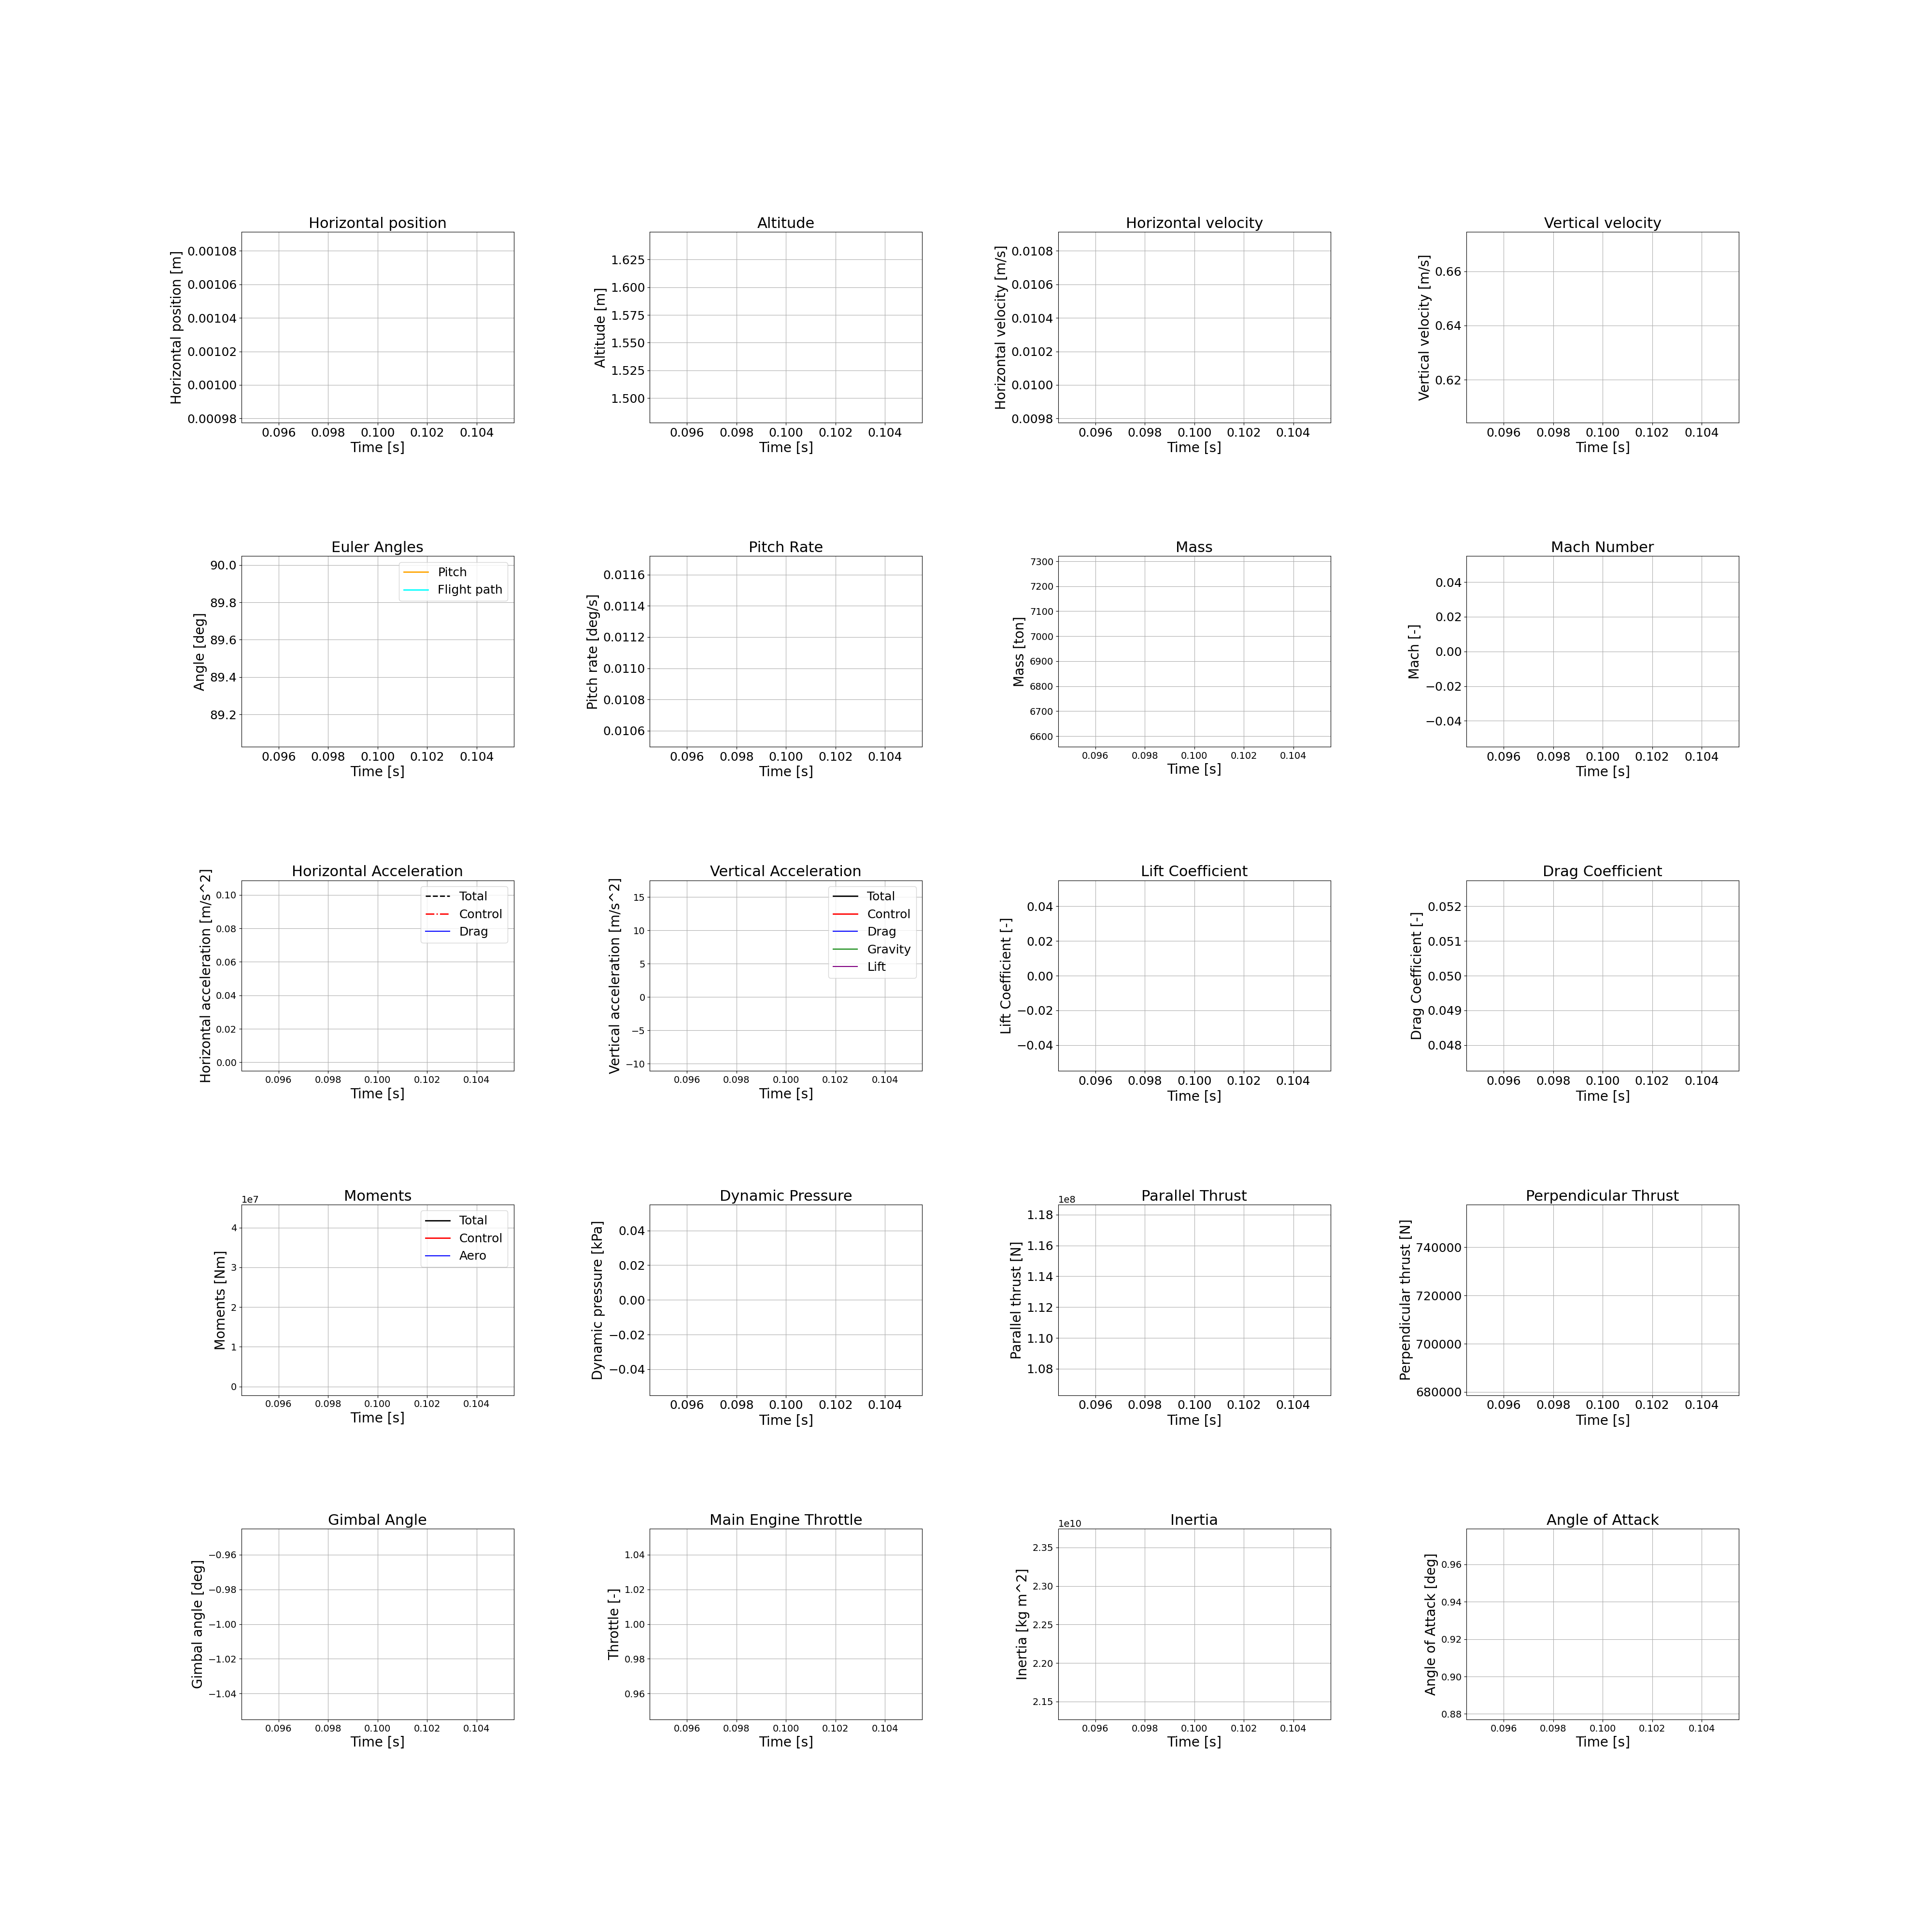 Horizontal position
Horizontal position [m]
0.00108
0.00106
0.00104
0.00102
0.00100
0.00098
0.096 0.098 0.100 0.102 0.104
Time [s]
Altitude
Altitude [m]
1.625
1.600
1.575
1.550
1.525
1.500
0.096 0.098 0.100 0.102 0.104
Time [s]
Horizontal velocity
Horizontal velocity [m/s]
0.0108
0.0106
0.0104
0.0102
0.0100
0.0098
0.096 0.098 0.100 0.102 0.104
Time [s]
Vertical velocity
Vertical velocity [m/s]
0.66
0.64
0.62
0.096 0.098 0.100 0.102 0.104
Time [s]
Euler Angles
Angle [deg]
90.0
89.8
89.6
89.4
89.2
Pitch
Flight path
0.096 0.098 0.100 0.102 0.104
Time [s]
Pitch Rate
Pitch rate [deg/s]
0.0116
0.0114
0.0112
0.0110
0.0108
0.0106
0.096 0.098 0.100 0.102 0.104
Time [s]
Mass
Mass [ton]
7300
7200
7100
7000
6900
6800
6700
6600
0.096 0.098 0.100 0.102 0.104
Time [s]
Mach Number
Mach [-]
0.04
0.02
0.00
−0.02
−0.04
0.096 0.098 0.100 0.102 0.104
Time [s]
Horizontal Acceleration
Horizontal acceleration [m/s^2]
0.10
0.08
0.06
0.04
0.02
0.00
Total
Control
Drag
0.096 0.098 0.100 0.102 0.104
Time [s]
Vertical Acceleration
Vertical acceleration [m/s^2]
15
10
5
0
−5
−10
Total
Control
Drag
Gravity
Lift
0.096 0.098 0.100 0.102 0.104
Time [s]
Lift Coefficient
Lift Coefficient [-]
0.04
0.02
0.00
−0.02
−0.04
0.096 0.098 0.100 0.102 0.104
Time [s]
Drag Coefficient
Drag Coefficient [-]
0.052
0.051
0.050
0.049
0.048
0.096 0.098 0.100 0.102 0.104
Time [s]
Moments
1e7
Moments [Nm]
4
3
2
1
0
Total
Control
Aero
0.096 0.098 0.100 0.102 0.104
Time [s]
Dynamic Pressure
Dynamic pressure [kPa]
0.04
0.02
0.00
−0.02
−0.04
0.096 0.098 0.100 0.102 0.104
Time [s]
Parallel Thrust
1e8
Parallel thrust [N]
1.18
1.16
1.14
1.12
1.10
1.08
0.096 0.098 0.100 0.102 0.104
Time [s]
Perpendicular Thrust
Perpendicular thrust [N]
740000
720000
700000
680000
0.096 0.098 0.100 0.102 0.104
Time [s]
Gimbal Angle
Gimbal angle [deg]
−0.96
−0.98
−1.00
−1.02
−1.04
0.096 0.098 0.100 0.102 0.104
Time [s]
Main Engine Throttle
Throttle [-]
1.04
1.02
1.00
0.98
0.96
0.096 0.098 0.100 0.102 0.104
Time [s]
Inertia
1e10
Inertia [kg m^2]
2.35
2.30
2.25
2.20
2.15
0.096 0.098 0.100 0.102 0.104
Time [s]
Angle of Attack
Angle of Attack [deg]
0.96
0.94
0.92
0.90
0.88
0.096 0.098 0.100 0.102 0.104
Time [s]